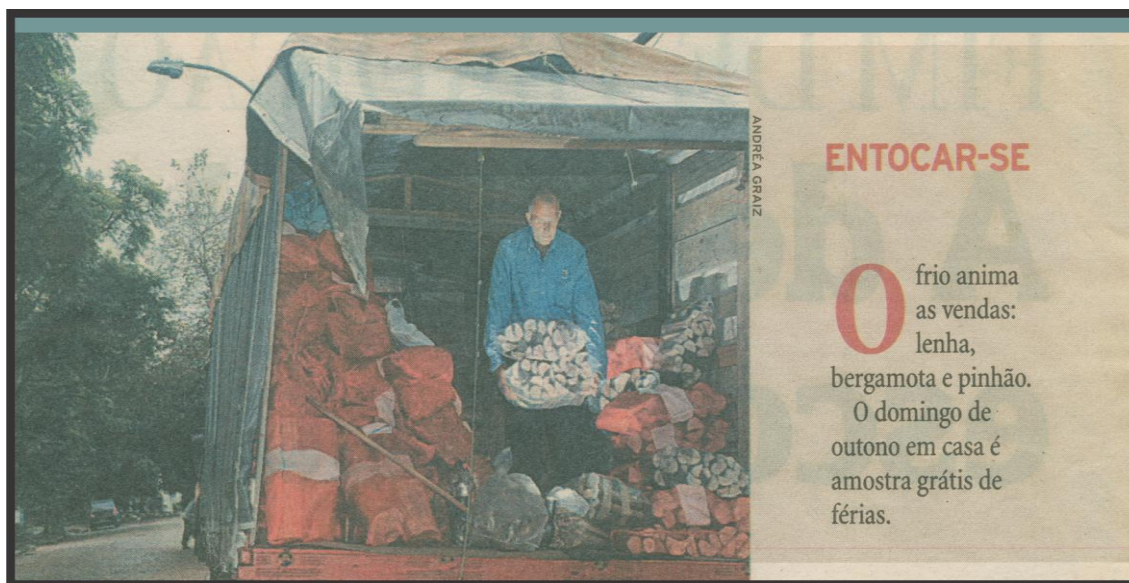 ANDRÉA GRAIZ
ENTOCAR-SE
O frio anima
as vendas:
lenha,
bergamota e pinhão.
O domingo de
outono em casa é
amostra grátis de
férias.